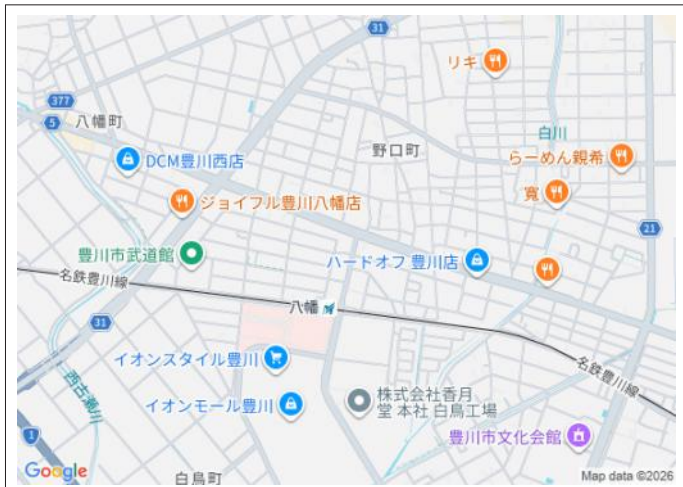 31
リキ
377
5
八幡町
白川
野口町
DCM豊川西店
らーめん親希
寛
ジョイフル豊川八幡店
21
豊川市武道館
ハードオフ 豊川店
名鉄豊川線
八幡
31
イオンスタイル豊川
名鉄豊川線
西古瀬川
イオンモール豊川
株式会社香月
堂 本社 白鳥工場
1
豊川市文化会館
Google
白鳥町
Map data ©2026